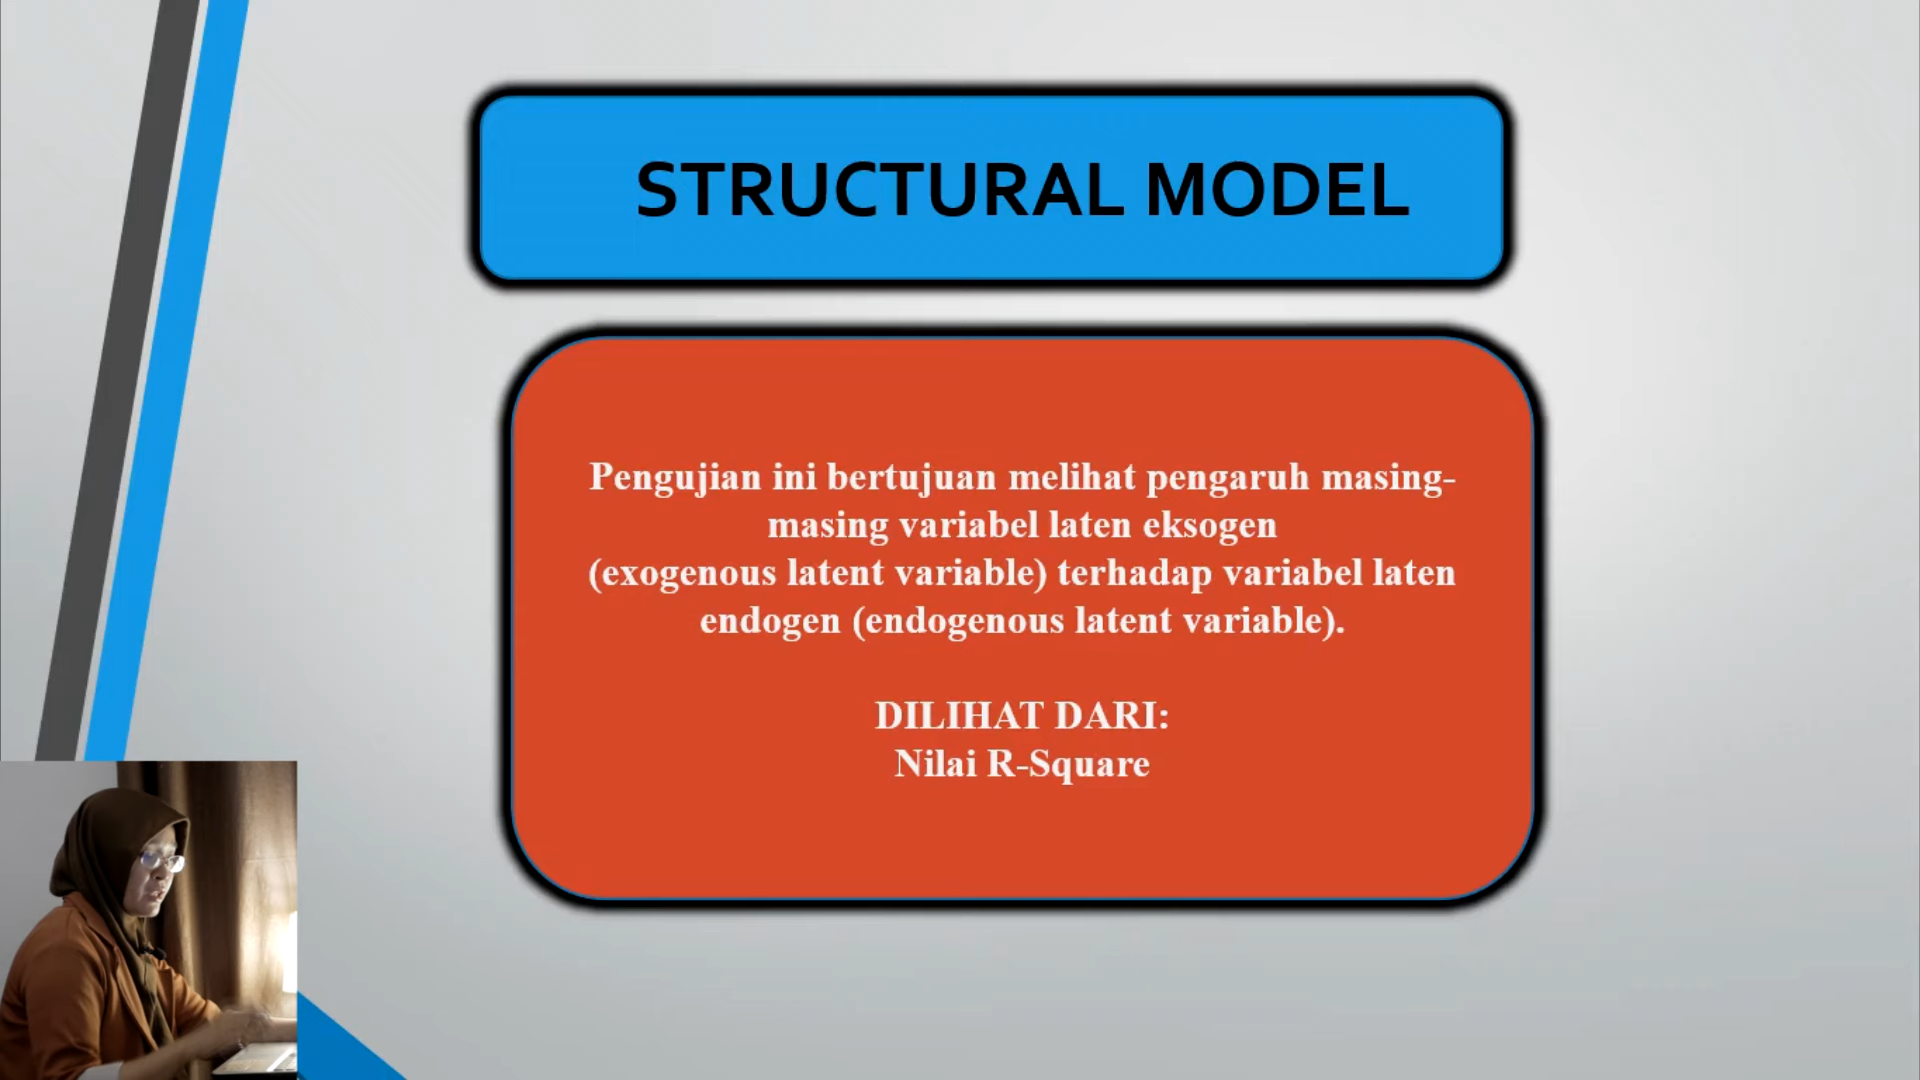 STRUCTURAL MODEL
Pengujian ini bertujuan melihat pengaruh masing-
masing variabel laten eksogen
(exogenous latent variable) terhadap variabel laten
endogen (endogenous latent variable).
DILIHAT DARI:
Nilai R-Square